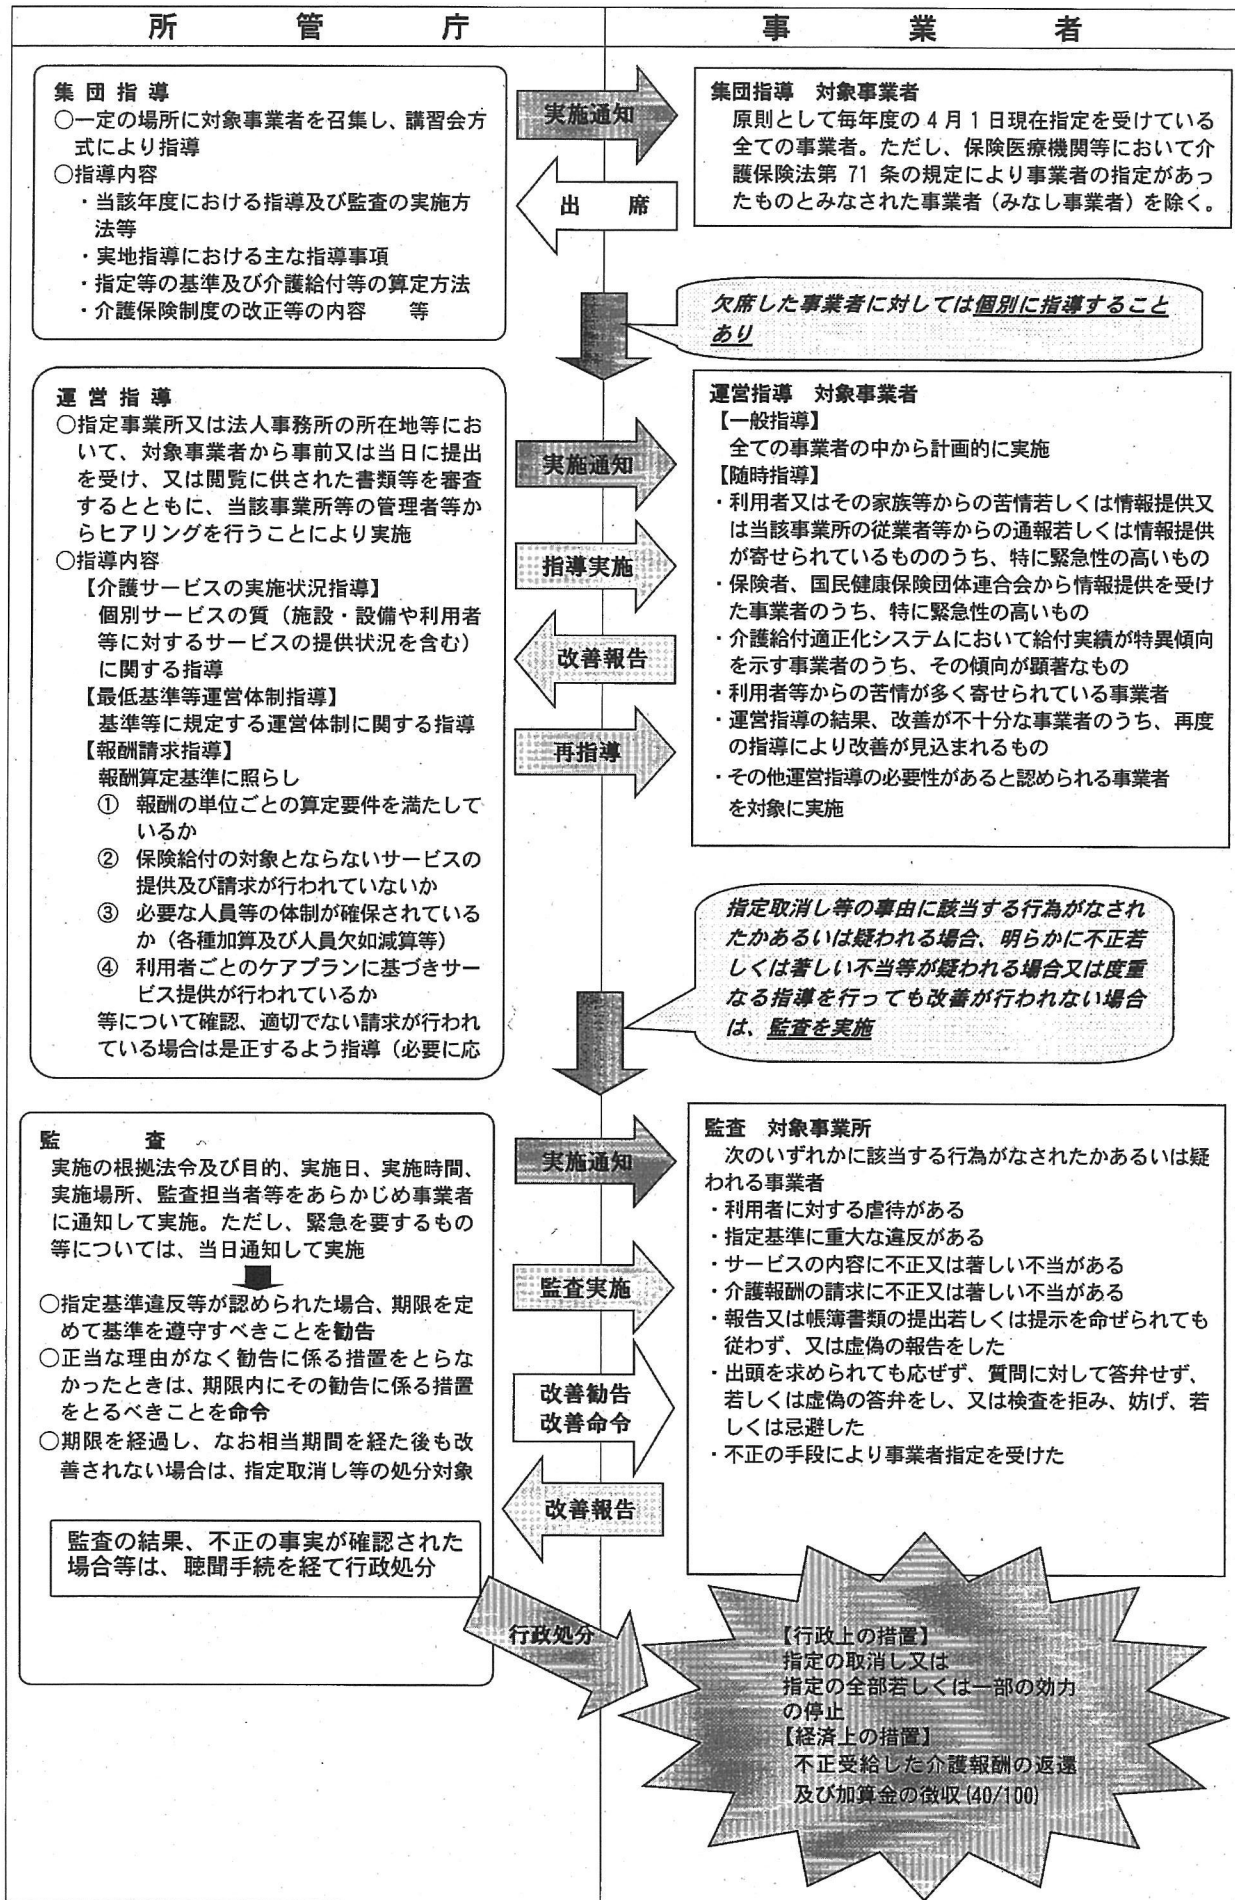 所管庁
事業者
集団指導
○一定の場所に対象事業者を召集し、講習会方
式により指導
○指導内容
・当該年度における指導及び監査の実施方
法等
・実地指導における主な指導事項
・指定等の基準及び介護給付等の算定方法
・介護保険制度の改正等の内容　等
実施通知
出　席
集団指導　対象事業者
原則として毎年度の４月１日現在指定を受けている
全ての事業者。ただし、保険医療機関等において介
護保険法第 71 条の規定により事業者の指定があっ
たものとみなされた事業者（みなし事業者）を除く。
欠席した事業者に対しては個別に指導すること
あり
運営指導
○指定事業所又は法人事務所の所在地等にお
いて、対象事業者から事前又は当日に提出
を受け、又は閲覧に供された書類等を審査
するとともに、当該事業所等の管理者等か
らヒアリングを行うことにより実施
○指導内容
【介護サービスの実施状況指導】
個別サービスの質（施設・設備や利用者
等に対するサービスの提供状況を含む）
に関する指導
【最低基準等運営体制指導】
基準等に規定する運営体制に関する指導
【報酬請求指導】
報酬算定基準に照らし
①　報酬の単位ごとの算定要件を満たして
いるか
②　保険給付の対象とならないサービスの
提供及び請求が行われていないか
③　必要な人員等の体制が確保されている
か（各種加算及び人員欠如減算等）
④　利用者ごとのケアプランに基づきサー
ビス提供が行われているか
等について確認、適切でない請求が行われ
ている場合は是正するよう指導（必要に応
実施通知
指導実施
改善報告
再指導
運営指導　対象事業者
【一般指導】
全ての事業者の中から計画的に実施
【随時指導】
・利用者又はその家族等からの苦情若しくは情報提供又
は当該事業所の従業者等からの通報若しくは情報提供
が寄せられているもののうち、特に緊急性の高いもの
・保険者、国民健康保険団体連合会から情報提供を受け
た事業者のうち、特に緊急性の高いもの
・介護給付適正化システムにおいて給付実績が特異傾向
を示す事業者のうち、その傾向が顕著なもの
・利用者等からの苦情が多く寄せられている事業者
・運営指導の結果、改善が不十分な事業者のうち、再度
の指導により改善が見込まれるもの
・その他運営指導の必要性があると認められる事業者
を対象に実施
指定取消し等の事由に該当する行為がなされ
たかあるいは疑われる場合、明らかに不正若
しくは著しい不当等が疑われる場合又は度重
なる指導を行っても改善が行われない場合
は、監査を実施
監　査
実施の根拠法令及び目的、実施日、実施時間、
実施場所、監査担当者等をあらかじめ事業者
に通知して実施。ただし、緊急を要するもの
等については、当日通知して実施
○指定基準違反等が認められた場合、期限を定
めて基準を遵守すべきことを勧告
○正当な理由がなく勧告に係る措置をとらな
かったときは、期限内にその勧告に係る措置
をとるべきことを命令
○期限を経過し、なお相当期間を経た後も改
善されない場合は、指定取消し等の処分対象
監査の結果、不正の事実が確認された
場合等は、聴聞手続を経て行政処分
実施通知
監査実施
改善勧告
改善命令
改善報告
行政処分
監査　対象事業所
次のいずれかに該当する行為がなされたかあるいは疑
われる事業者
・利用者に対する虐待がある
・指定基準に重大な違反がある
・サービスの内容に不正又は著しい不当がある
・介護報酬の請求に不正又は著しい不当がある
・報告又は帳簿書類の提出若しくは提示を命ぜられても
従わず、又は虚偽の報告をした
・出頭を求められても応ぜず、質問に対して答弁せず、
若しくは虚偽の答弁をし、又は検査を拒み、妨げ、若
しくは忌避した
・不正の手段により事業者指定を受けた
【行政上の措置】
指定の取消し又は
指定の全部若しくは一部の効力
の停止
【経済上の措置】
不正受給した介護報酬の返還
及び加算金の徴収(40/100)